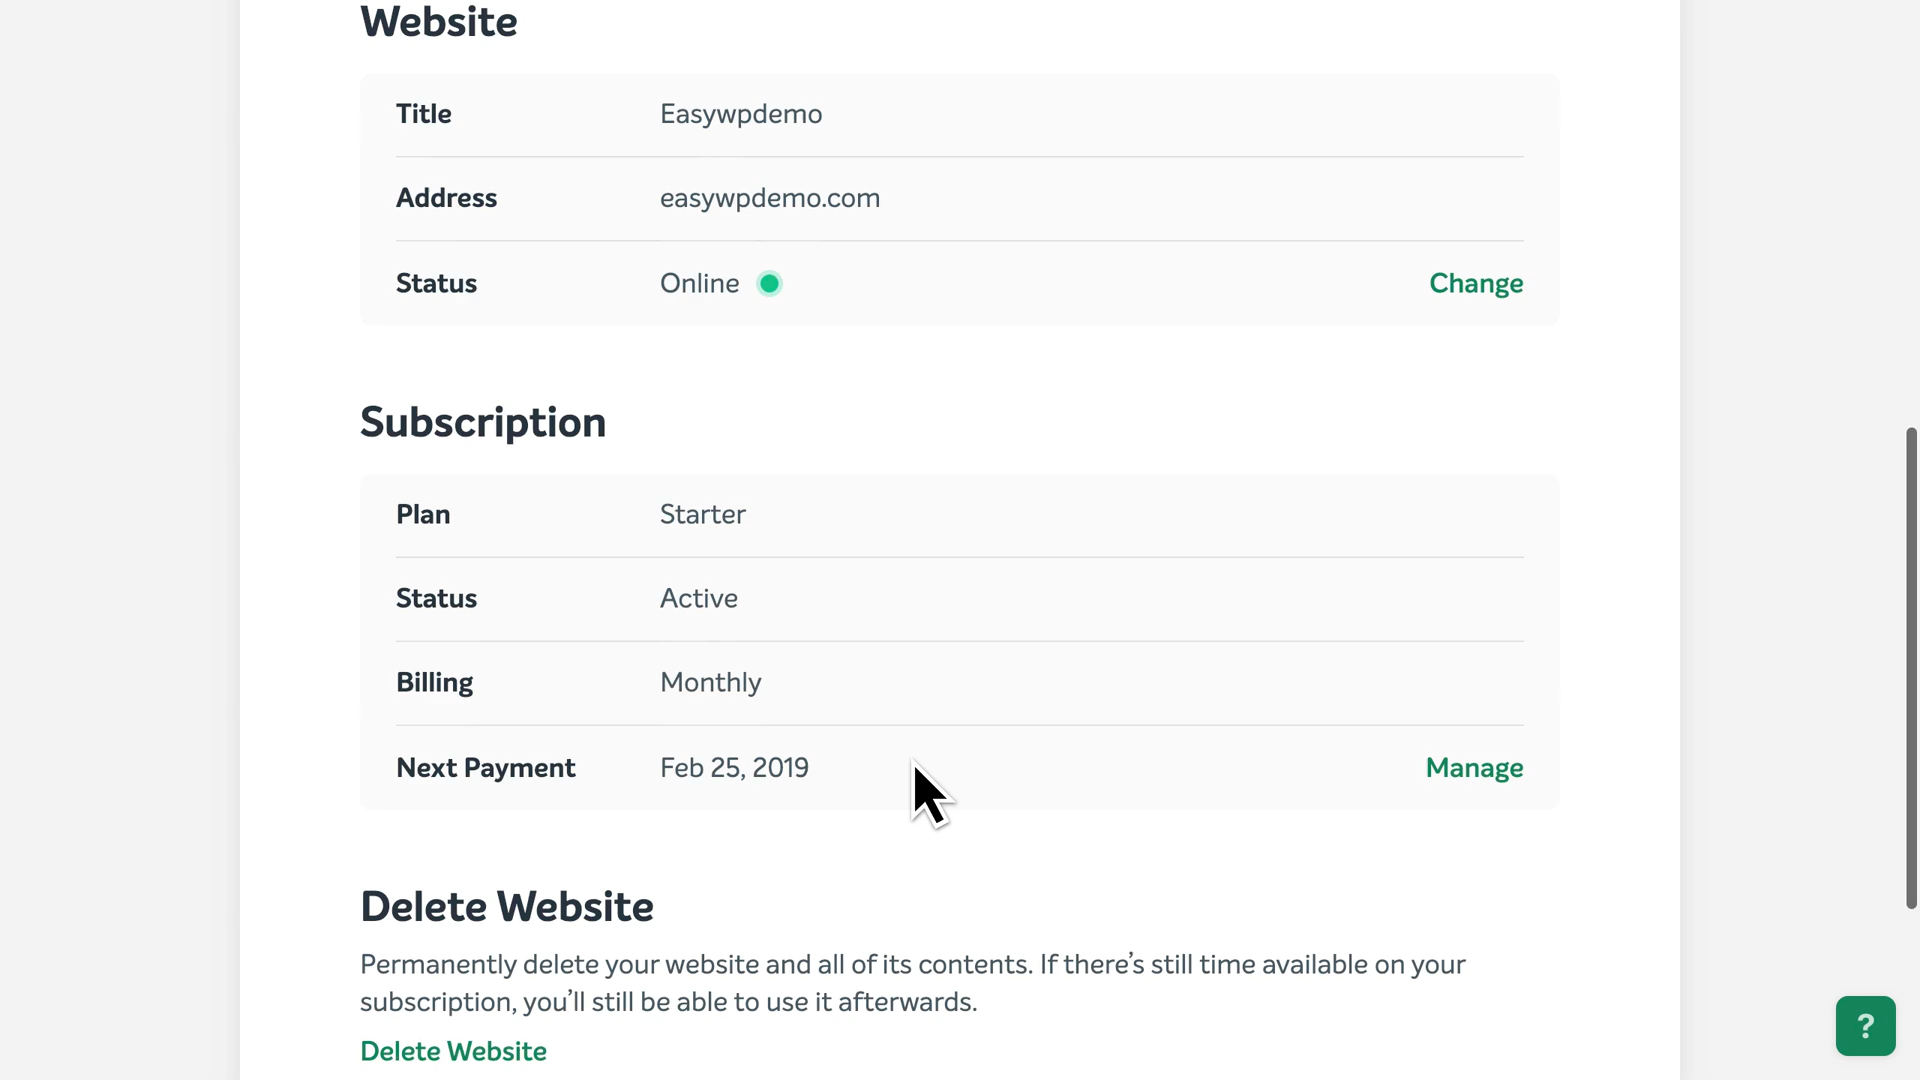 Website
Title Easywpdemo
Address easywpdemo.com
Status Online Change
Subscription
Plan Starter
Status Active
Billing Monthly
Next Payment Feb 25, 2019 Manage
Delete Website
Permanently delete your website and all of its contents. If there’s still time available on your
subscription, you’ll still be able to use it afterwards.
Delete Website
?